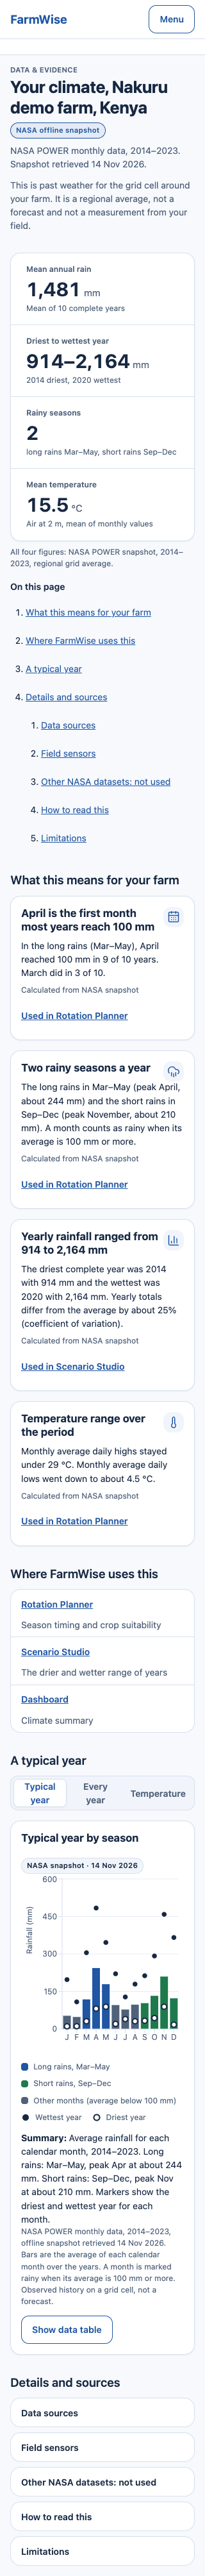 FarmWise
Menu
DATA & EVIDENCE
Your climate, Nakuru
demo farm, Kenya
NASA offline snapshot
NASA POWER monthly data, 2014–2023.
Snapshot retrieved 14 Nov 2026.
This is past weather for the grid cell around
your farm. It is a regional average, not a
forecast and not a measurement from your
field.
Mean annual rain
1,481 mm
Mean of 10 complete years
Driest to wettest year
914–2,164 mm
2014 driest, 2020 wettest
Rainy seasons
2
long rains Mar–May, short rains Sep–Dec
Mean temperature
15.5 °C
Air at 2 m, mean of monthly values
All four figures: NASA POWER snapshot, 2014–
2023, regional grid average.
On this page
1. What this means for your farm
2. Where FarmWise uses this
3. A typical year
4. Details and sources
1. Data sources
2. Field sensors
3. Other NASA datasets: not used
4. How to read this
5. Limitations
What this means for your farm
April is the first month
most years reach 100 mm
In the long rains (Mar–May), April
reached 100 mm in 9 of 10 years.
March did in 3 of 10.
Calculated from NASA snapshot
Used in Rotation Planner
Two rainy seasons a year
The long rains in Mar–May (peak April,
about 244 mm) and the short rains in
Sep–Dec (peak November, about 210
mm). A month counts as rainy when its
average is 100 mm or more.
Calculated from NASA snapshot
Used in Rotation Planner
Yearly rainfall ranged from
914 to 2,164 mm
The driest complete year was 2014
with 914 mm and the wettest was
2020 with 2,164 mm. Yearly totals
differ from the average by about 25%
(coefficient of variation).
Calculated from NASA snapshot
Used in Scenario Studio
Temperature range over
the period
Monthly average daily highs stayed
under 29 °C. Monthly average daily
lows went down to about 4.5 °C.
Calculated from NASA snapshot
Used in Rotation Planner
Where FarmWise uses this
Rotation Planner
Season timing and crop suitability
Scenario Studio
The drier and wetter range of years
Dashboard
Climate summary
A typical year
Typical
year
Every
year
Temperature
Typical year by season
NASA snapshot · 14 Nov 2026
Rainfall (mm)
600
450
300
150
0
J F M A M J J A S O N D
Long rains, Mar–May
Short rains, Sep–Dec
Other months (average below 100 mm)
Wettest year Driest year
Summary: Average rainfall for each
calendar month, 2014–2023. Long
rains: Mar–May, peak Apr at about 244
mm. Short rains: Sep–Dec, peak Nov
at about 210 mm. Markers show the
driest and wettest year for each
month.
NASA POWER monthly data, 2014–2023,
offline snapshot retrieved 14 Nov 2026.
Bars are the average of each calendar
month over the years. A month is marked
rainy when its average is 100 mm or more.
Observed history on a grid cell, not a
forecast.
Show data table
Details and sources
Data sources
Field sensors
Other NASA datasets: not used
How to read this
Limitations